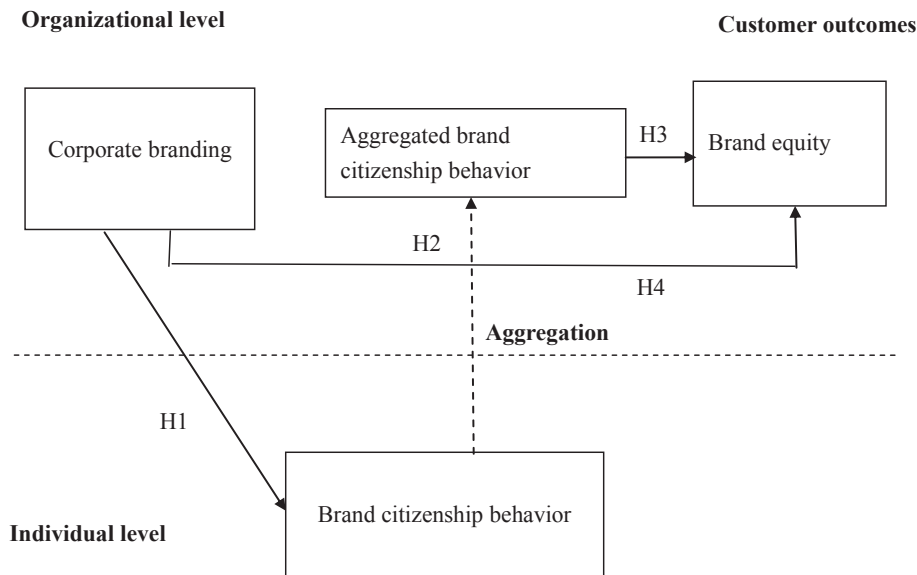 Organizational level
Customer outcomes
Corporate branding
Aggregated brand
citizenship behavior
H3
Brand equity
H2
H4
Aggregation
H1
Brand citizenship behavior
Individual level